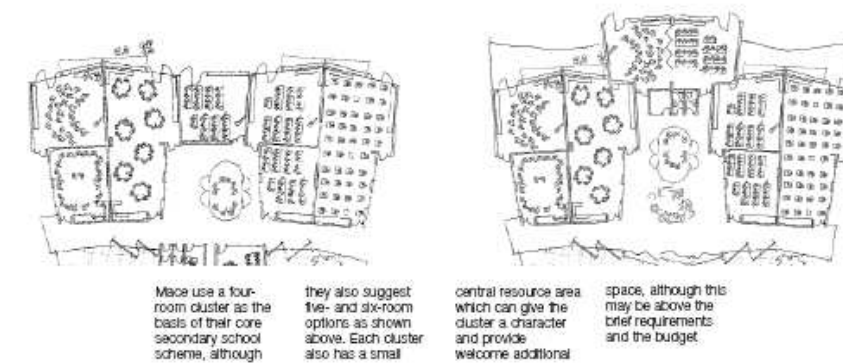 Mace use a four-
room cluster as the
basis of their core
secondary school
scheme, although
they also suggest
five- and six-room
options as shown
above. Each cluster
also has a small
central resource area
which can give the
cluster a character
and provide
welcome additional
space, although this
may be above the
brief requirements
and the budget